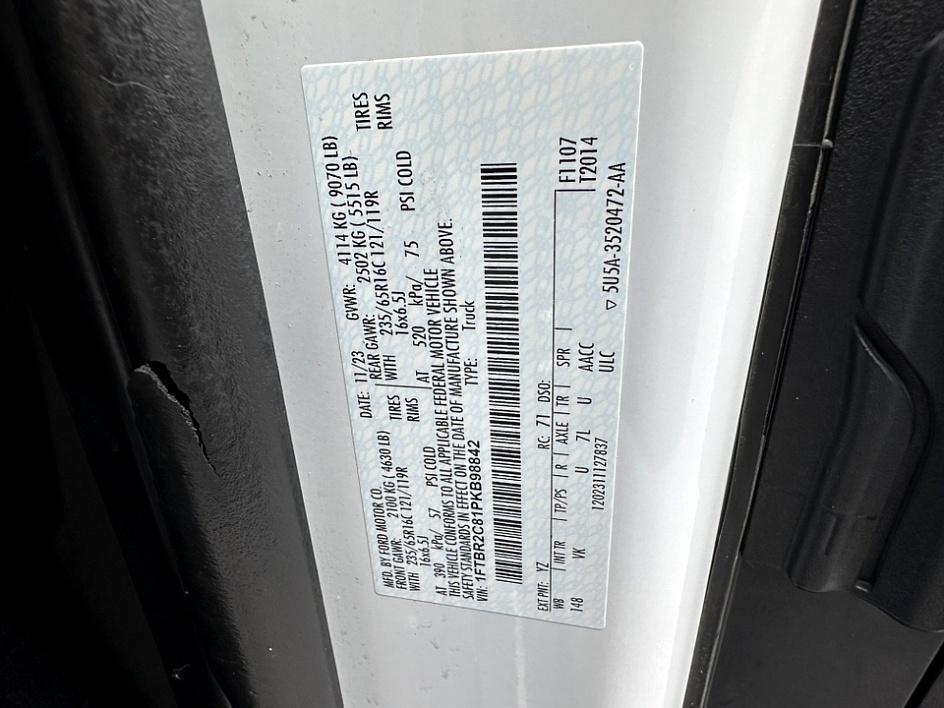 MFD. BY FORD MOTOR CO. DATE: 11/23 GVWR: 4114 KG ( 9070 LB)
FRONT GAWR: 2100 KG ( 4630 LB) REAR GAWR: 2502 KG ( 5515 LB)
WITH 235/65R16C 121/119R TIRES WITH 235/65R16C 121/119R TIRES
16x6.5J RIMS 16x6.5J RIMS
AT 390 kPa/ 57 PSI COLD AT 520 kPa/ 75 PSI COLD
THIS VEHICLE CONFORMS TO ALL APPLICABLE FEDERAL MOTOR VEHICLE
SAFETY STANDARDS IN EFFECT ON THE DATE OF MANUFACTURE SHOWN ABOVE.
VIN: 1FTBR2C81PKB98842 TYPE: Truck
EXT PNT: YZ RC: 71 DSO: F1107
WB INT TR TP/PS R AXLE TR SPR T2014
148 VK U 7L U AACC
1202311127837 ULC
▽ 5U5A-3520472-AA